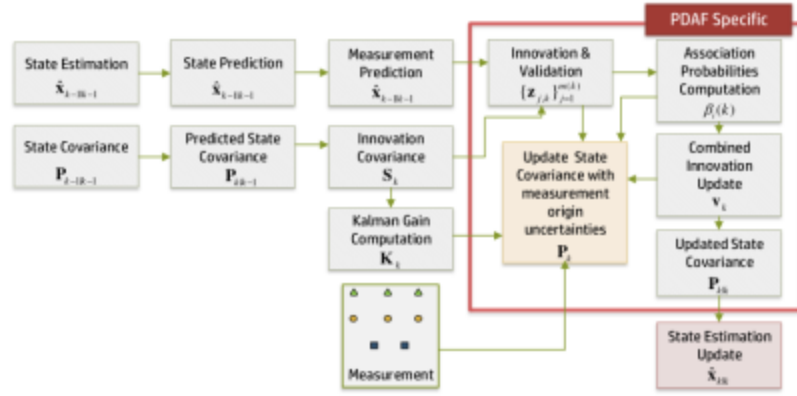 PDAF Specific
State Estimation
x̂ₖ₋₁|ₖ₋₁
State Prediction
x̂ₖ₋₁|ₖ₋₁
Measurement
Prediction
x̂ₖ₋₁|ₖ₋₁
Innovation &
Validation
Association
Probabilities
Computation
βᵢ(k)
State Covariance
Pₖ₋₁|ₖ₋₁
Predicted State
Covariance
Pₖ|ₖ₋₁
Innovation
Covariance
Sₖ
Update State
Covariance with
measurement
origin
uncertainties
Pₖ
Combined
Innovation
Update
vₖ
Kalman Gain
Computation
Kₖ
Updated State
Covariance
Pₖ|ₖ
Measurement
State Estimation
Update
x̂ₖ|ₖ